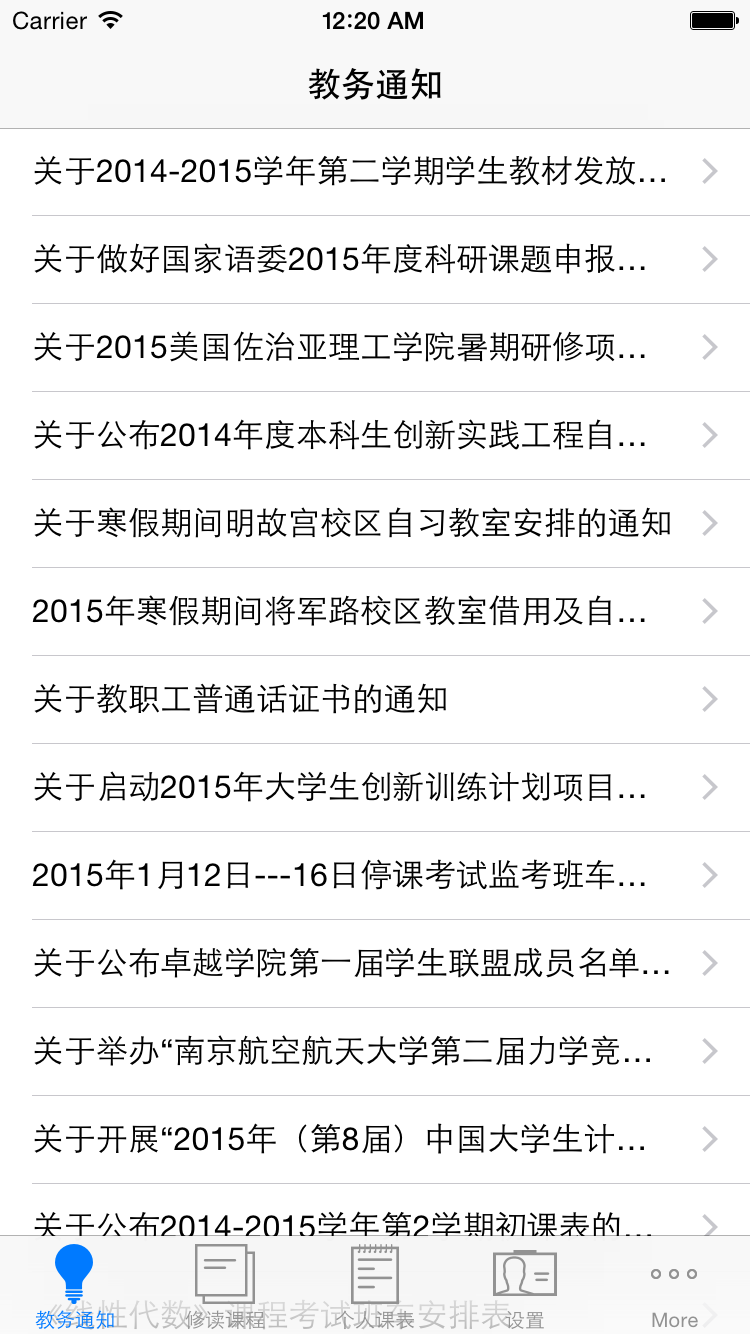 Carrier 12:20 AM
教务通知
关于2014-2015学年第二学期学生教材发放...
关于做好国家语委2015年度科研课题申报...
关于2015美国佐治亚理工学院暑期研修项...
关于公布2014年度本科生创新实践工程自...
关于寒假期间明故宫校区自习教室安排的通知
2015年寒假期间将军路校区教室借用及自...
关于教职工普通话证书的通知
关于启动2015年大学生创新训练计划项目...
2015年1月12日---16日停课考试监考班车...
关于公布卓越学院第一届学生联盟成员名单...
关于举办“南京航空航天大学第二届力学竞...
关于开展“2015年（第8届）中国大学生计...
关于公布2014-2015学年第2学期初课表的...
教务通知 修读课程 个人课表 设置 More